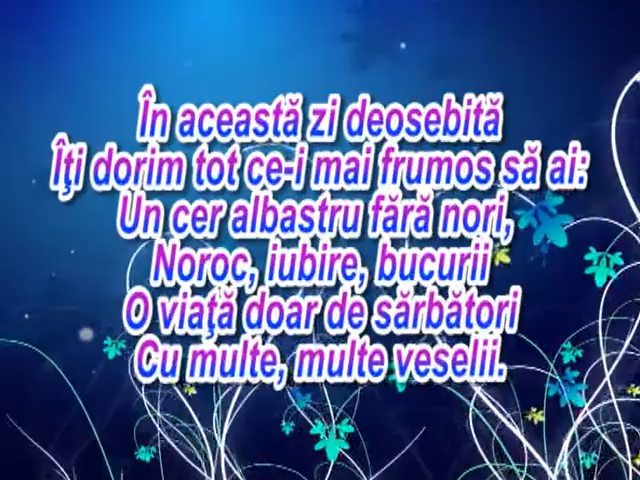 În această zi deosebită
Îţi dorim tot ce-i mai frumos să ai:
Un cer albastru fără nori,
Noroc, iubire, bucurii
O viaţă doar de sărbători
Cu multe, multe veselii.